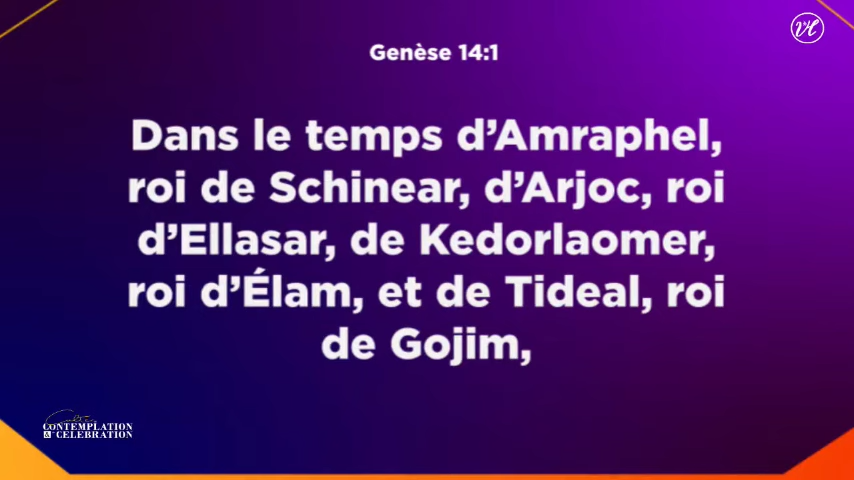 Genèse 14:1
Dans le temps d’Amraphel,
roi de Schinear, d’Arjoc, roi
d’Ellasar, de Kedorlaomer,
roi d’Élam, et de Tideal, roi
de Gojim,
Culte
CONTEMPLATION
& CELEBRATION